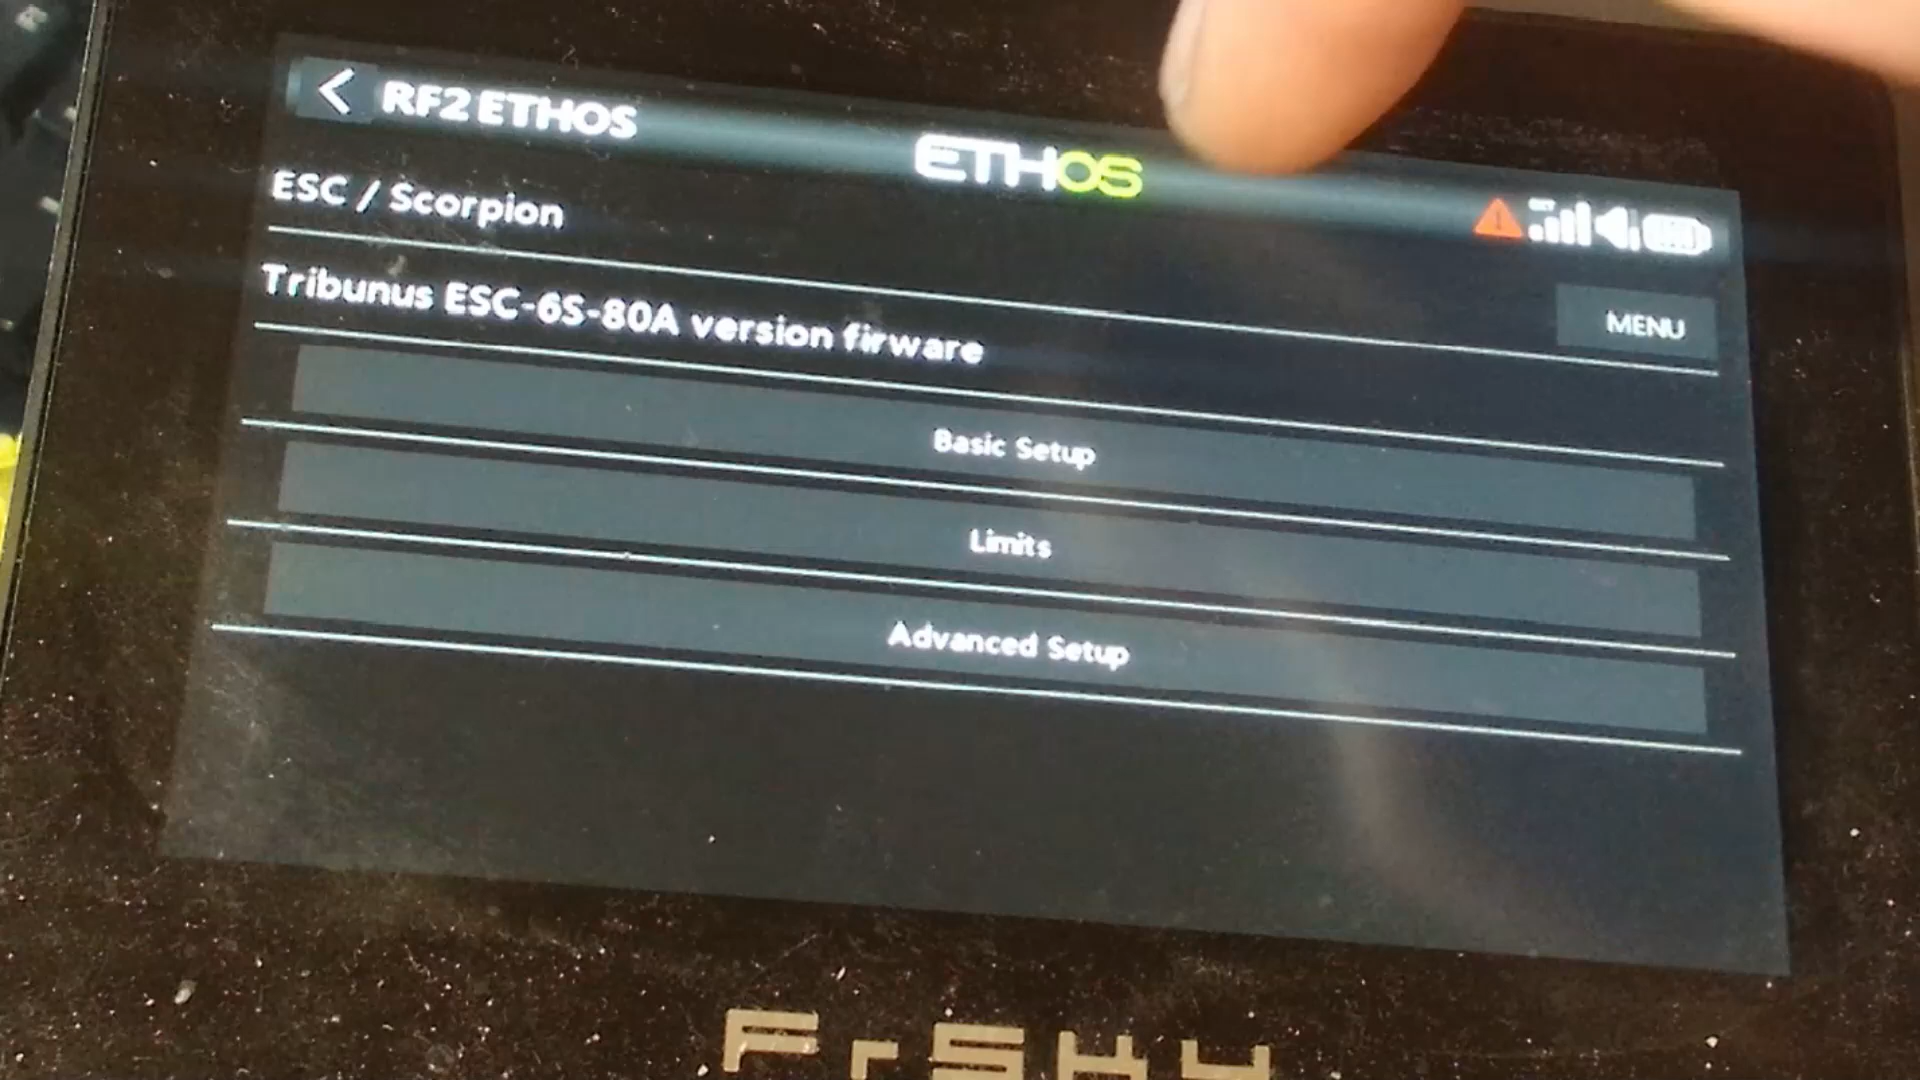 RF2 ETHOS
ETHOS
ESC / Scorpion
MENU
Tribunus ESC-6S-80A version firware
Basic Setup
Limits
Advanced Setup
FrSKY